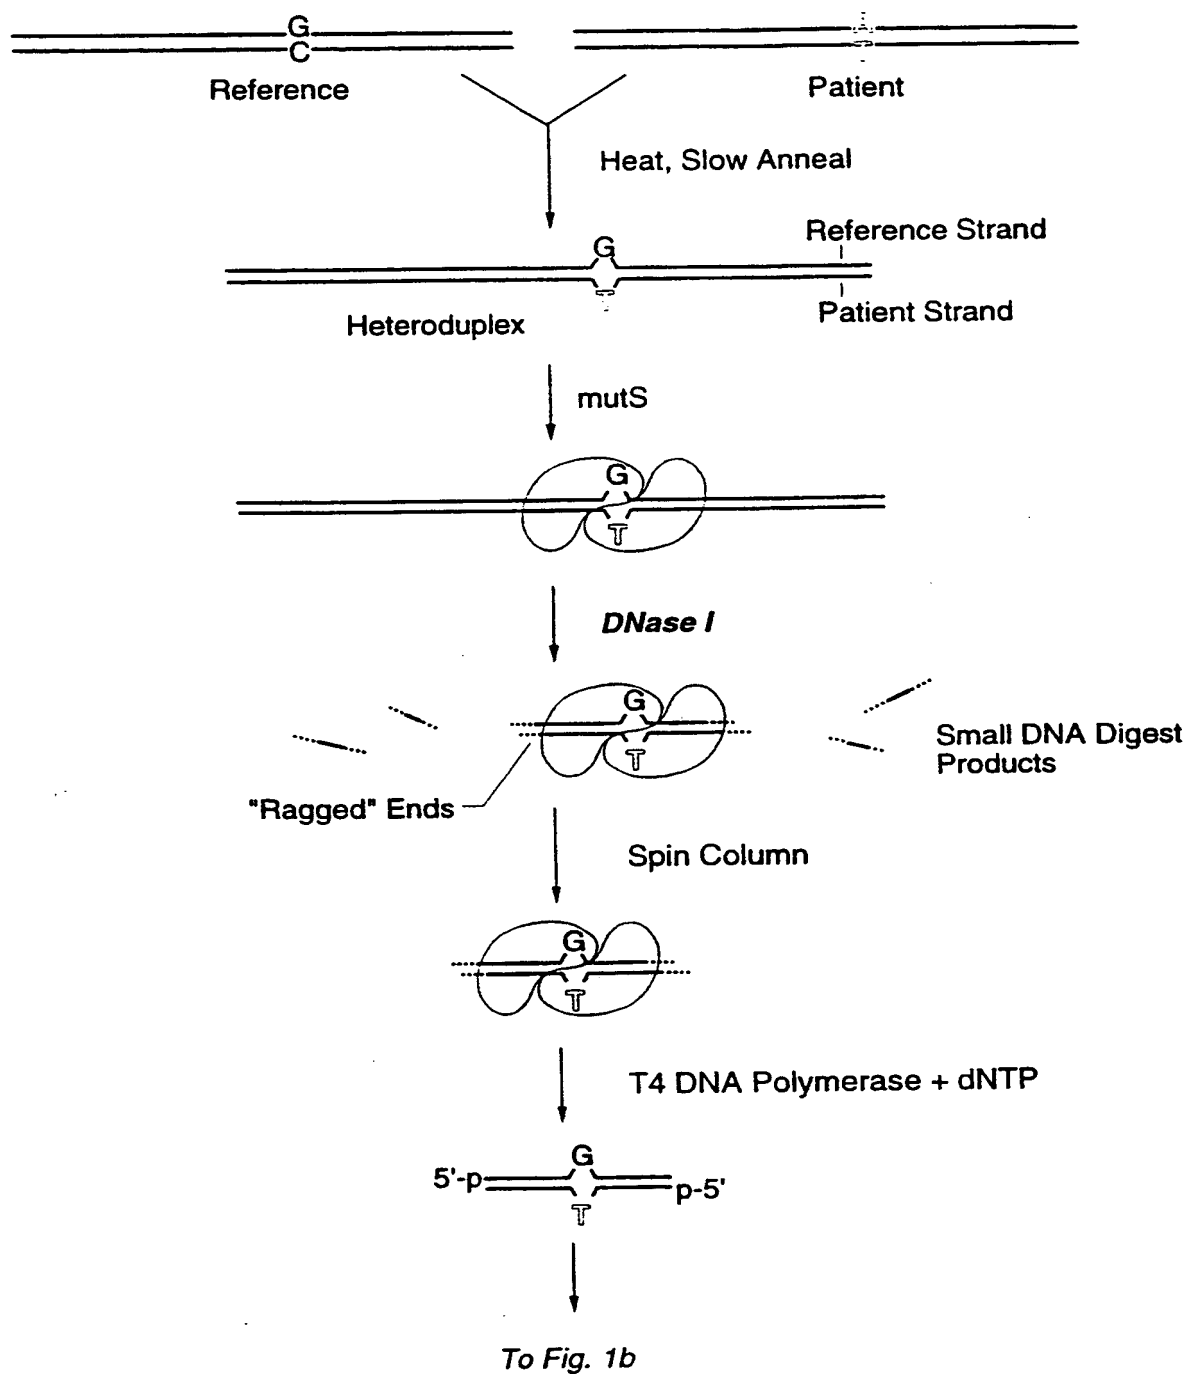 G
C
Reference
A
T
Patient
Heat, Slow Anneal
G
T
Reference Strand
Patient Strand
Heteroduplex
mutS
G
T
DNase I
G
T
Small DNA Digest
Products
"Ragged" Ends
Spin Column
G
T
T4 DNA Polymerase + dNTP
5'-p
G
T
p-5'
To Fig. 1b